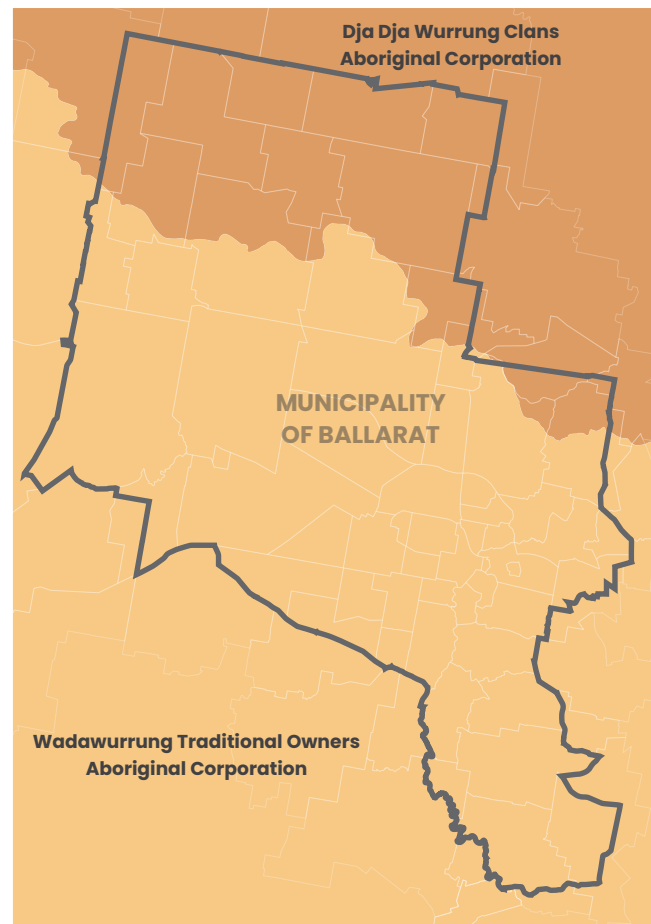 Dja Dja Wurrung Clans
Aboriginal Corporation
MUNICIPALITY
OF BALLARAT
Wadawurrung Traditional Owners
Aboriginal Corporation